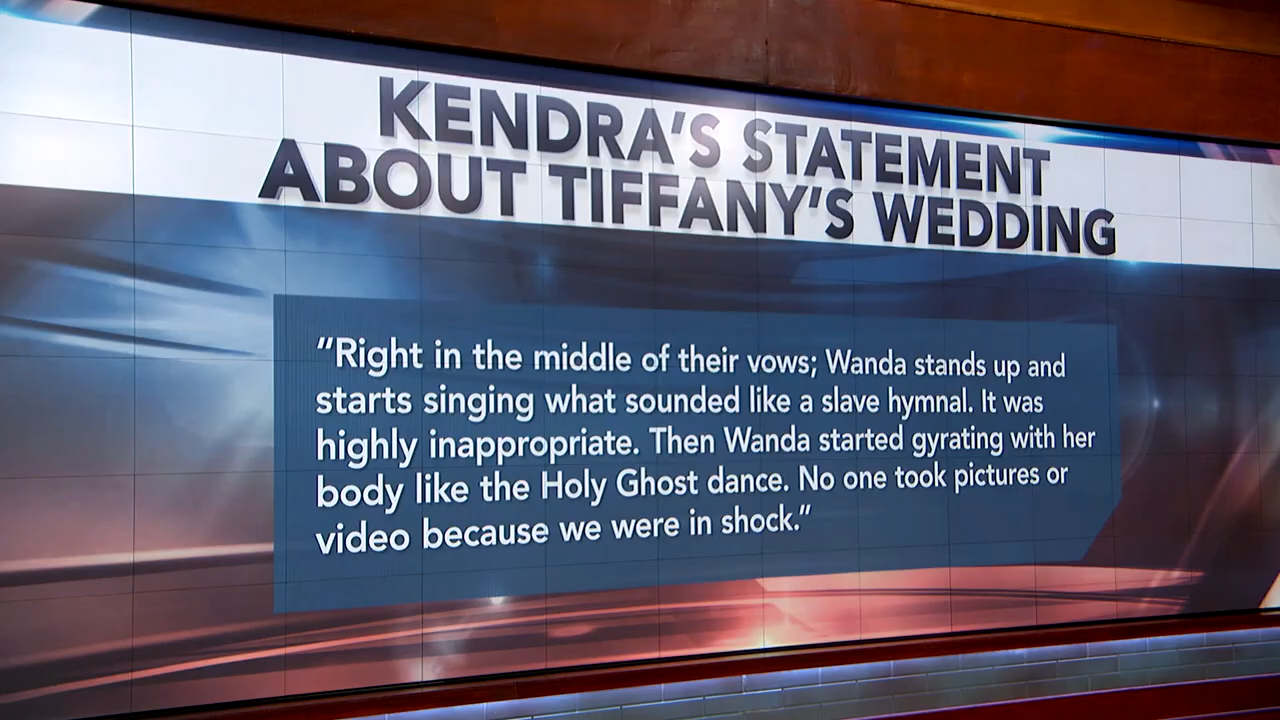 KENDRA'S STATEMENT
ABOUT TIFFANY'S WEDDING
"Right in the middle of their vows; Wanda stands up and
starts singing what sounded like a slave hymnal. It was
highly inappropriate. Then Wanda started gyrating with her
body like the Holy Ghost dance. No one took pictures or
video because we were in shock."